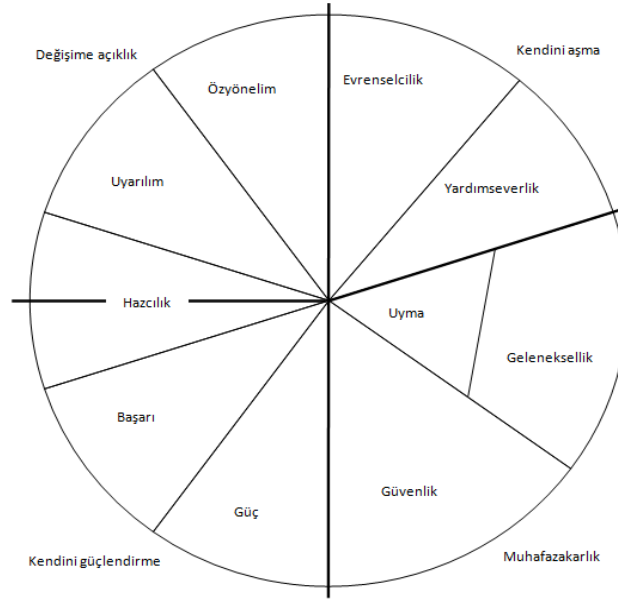 Değişime açıklık
Kendini aşma
Özyönelim
Evrenselcilik
Uyarılım
Yardımseverlik
Hazcılık
Uyma
Geleneksellik
Başarı
Güç
Güvenlik
Kendini güçlendirme
Muhafazakarlık